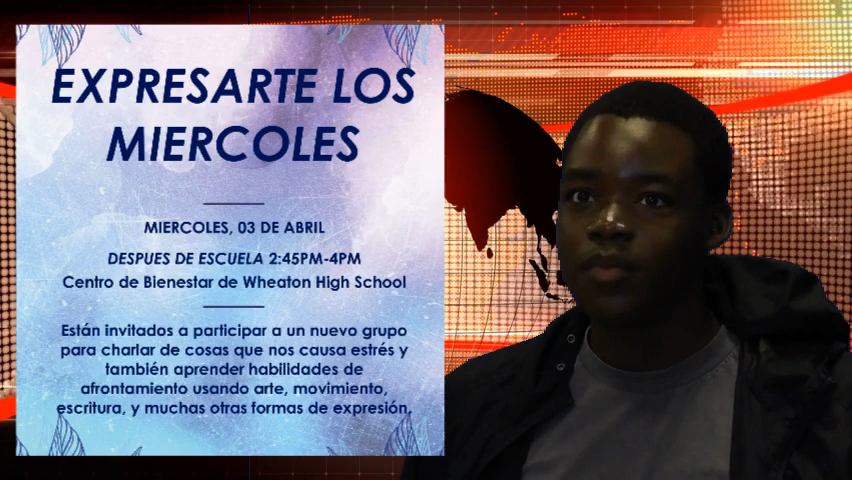 EXPRESARTE LOS
MIERCOLES
MIERCOLES, 03 DE ABRIL
DESPUES DE ESCUELA 2:45PM-4PM
Centro de Bienestar de Wheaton High School
Están invitados a participar a un nuevo grupo
para charlar de cosas que nos causa estrés y
también aprender habilidades de
afrontamiento usando arte, movimiento,
escritura, y muchas otras formas de expresión.